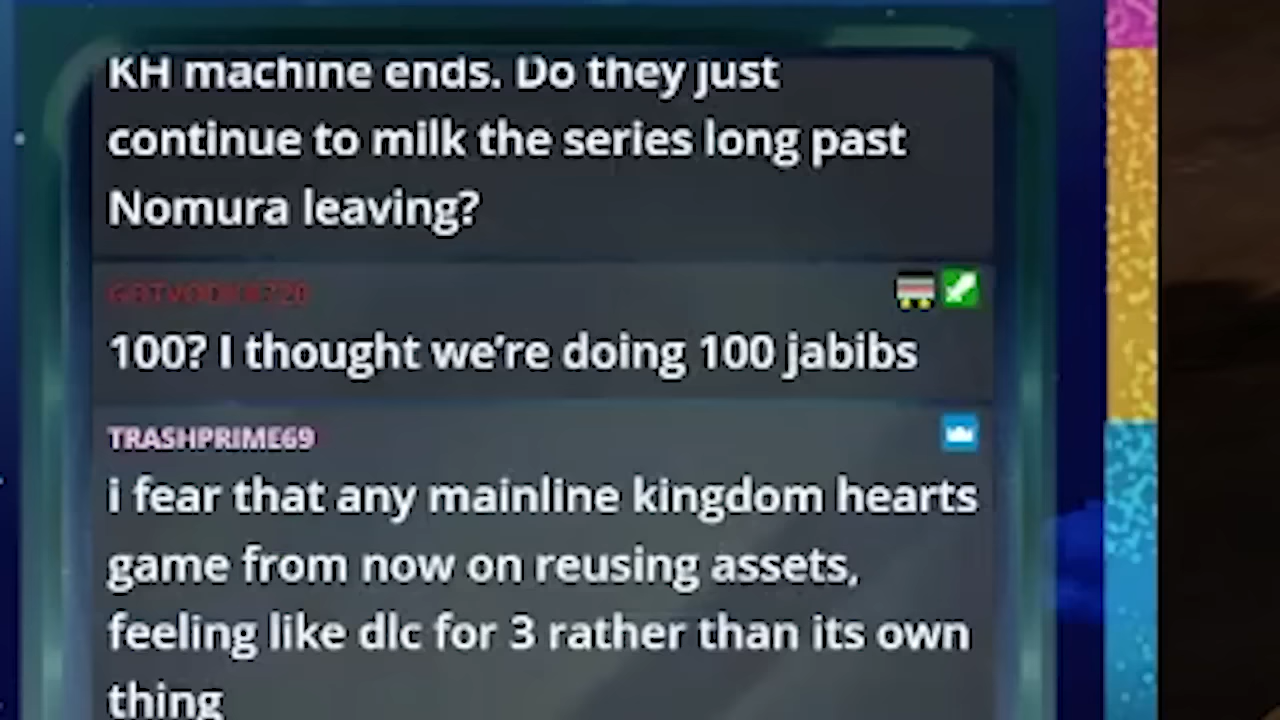 KH machine ends. Do they just
continue to milk the series long past
Nomura leaving?
100? I thought we're doing 100 jabibs
TRASHPRIME69
i fear that any mainline kingdom hearts
game from now on reusing assets,
feeling like dlc for 3 rather than its own
thing